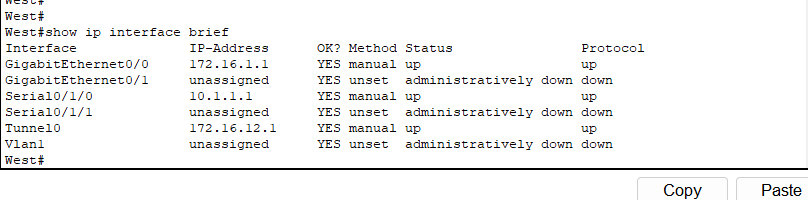 West#
West#
West#show ip interface brief
Interface IP-Address OK? Method Status Protocol
GigabitEthernet0/0 172.16.1.1 YES manual up up
GigabitEthernet0/1 unassigned YES unset administratively down down
Serial0/1/0 10.1.1.1 YES manual up up
Serial0/1/1 unassigned YES unset administratively down down
Tunnel0 172.16.12.1 YES manual up up
Vlan1 unassigned YES unset administratively down down
West#
Copy Paste